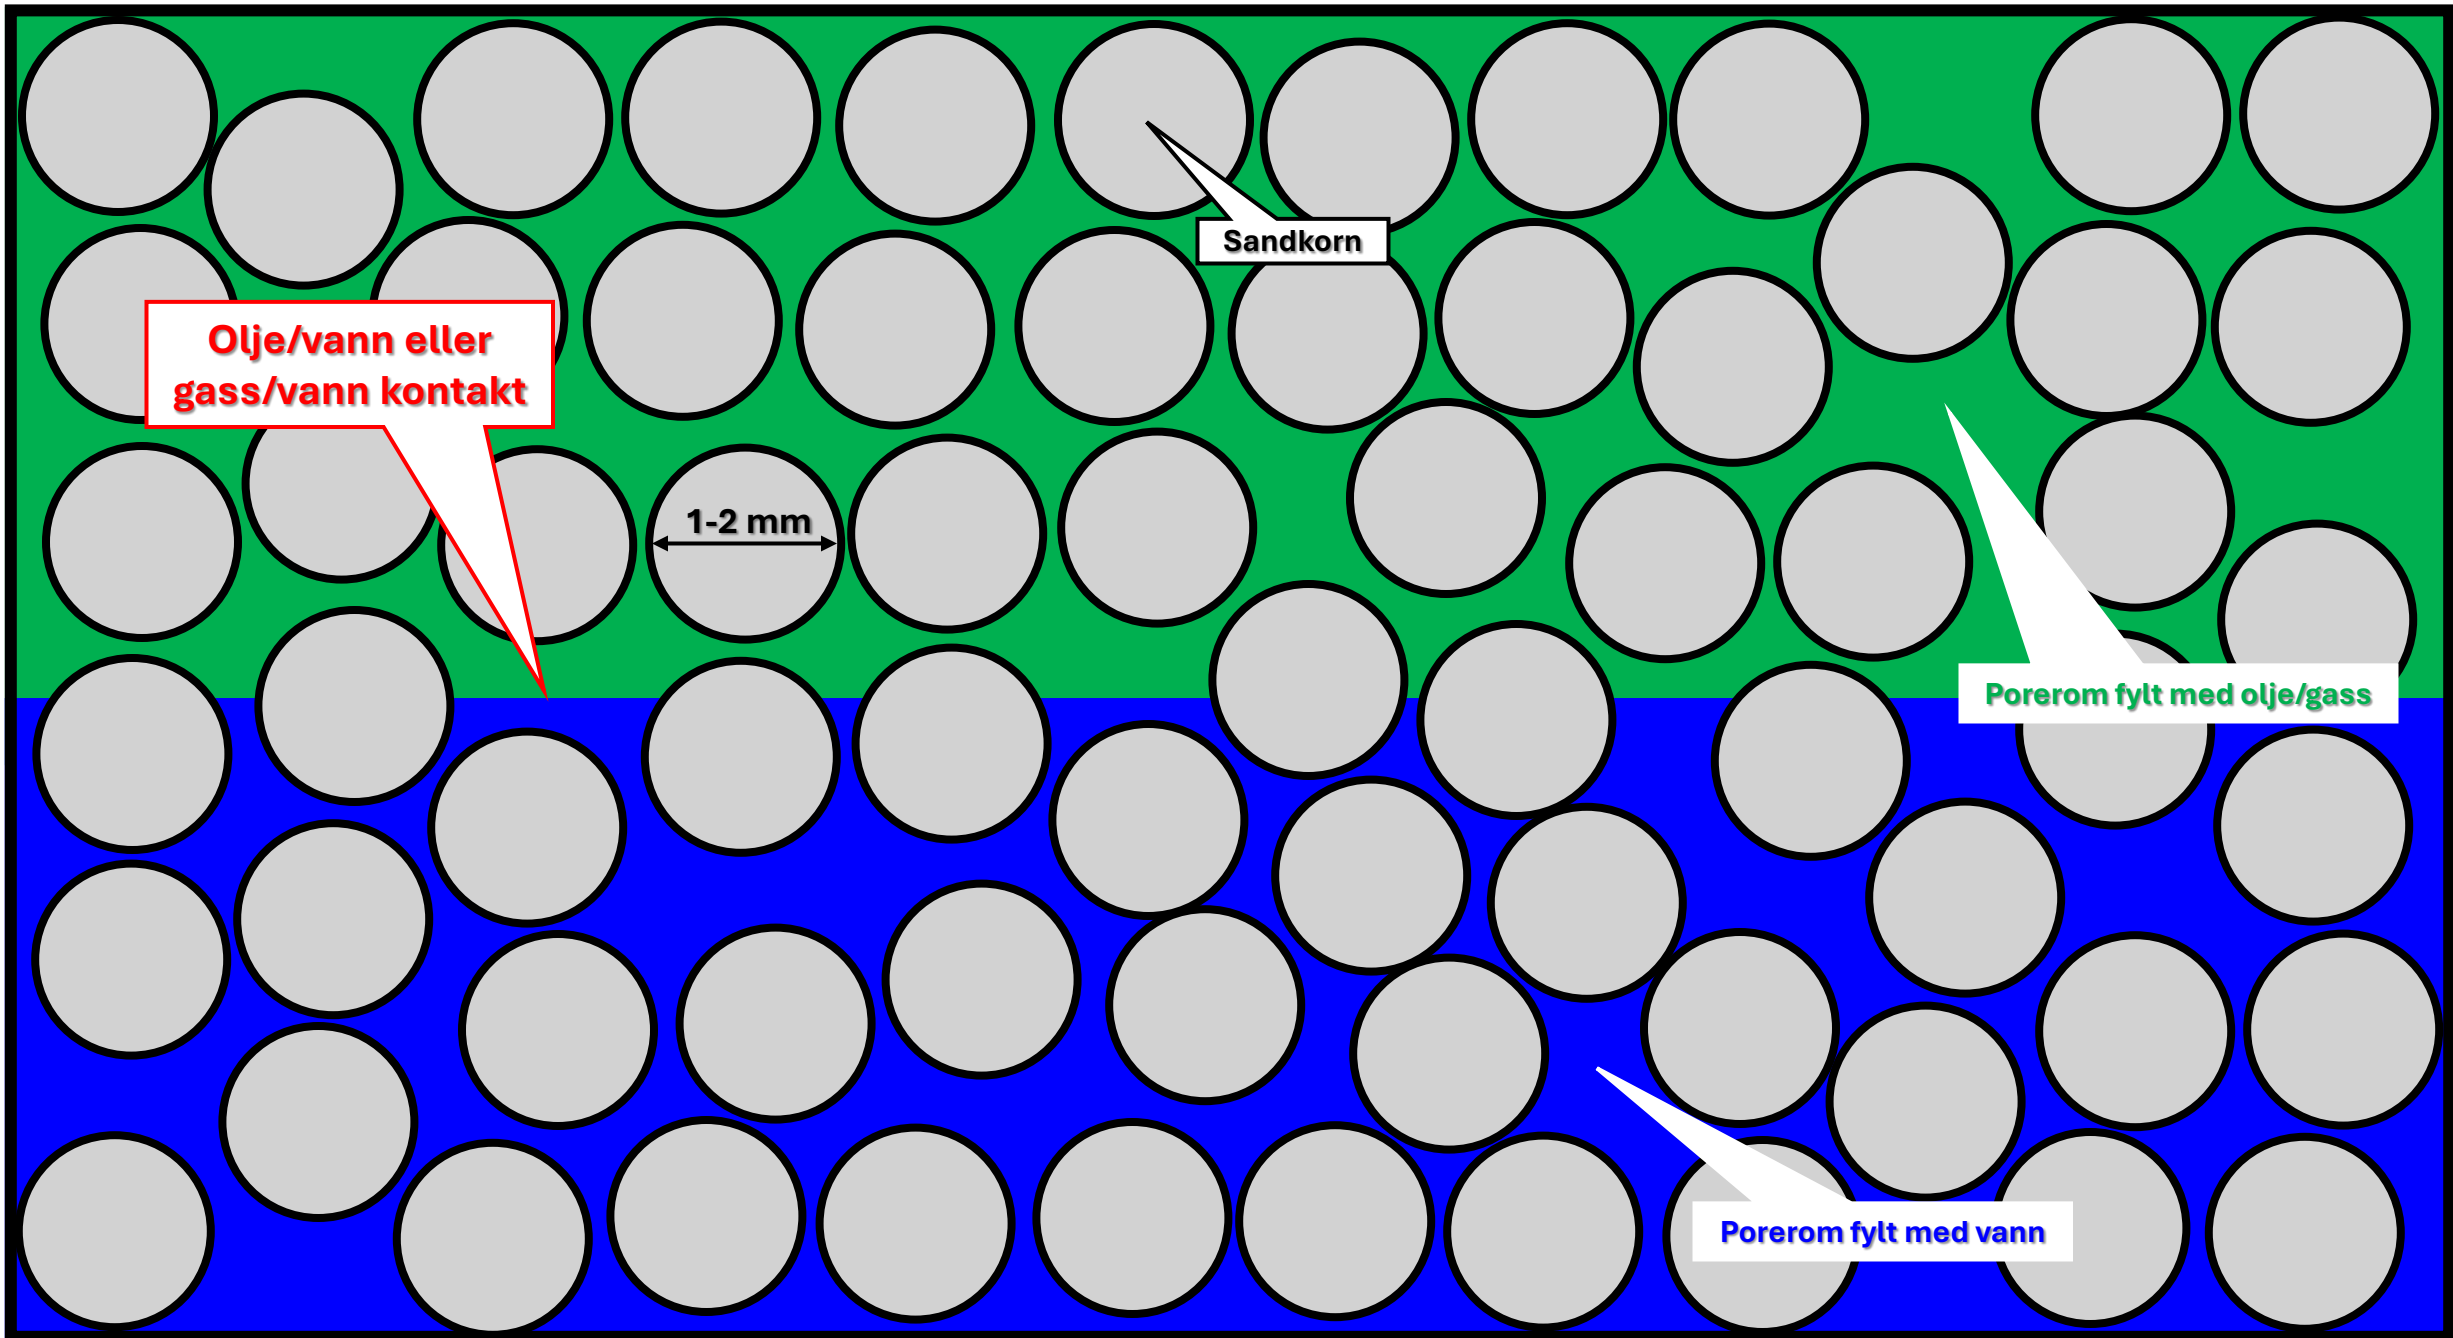 Sandkorn
Olje/vann eller
gass/vann kontakt
1-2 mm
Porerom fylt med olje/gass
Porerom fylt med vann